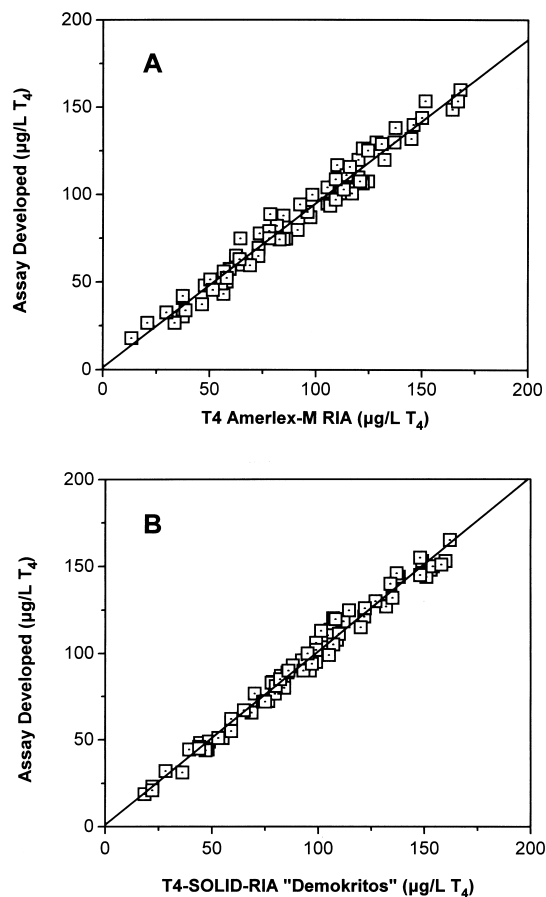 200
150
100
50
0
Assay Developed (µg/L T4)
A
0 50 100 150 200
T4 Amerlex-M RIA (µg/L T4)
200
150
100
50
0
Assay Developed (µg/L T4)
B
0 50 100 150 200
T4-SOLID-RIA "Demokritos" (µg/L T4)